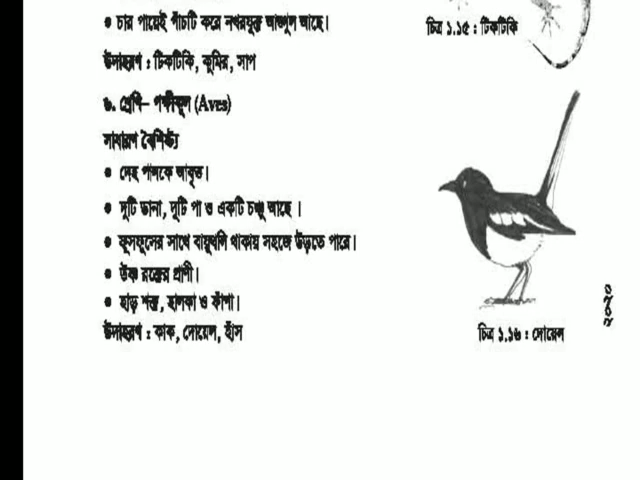 • চার পায়েই পাঁচটি করে নখরযুক্ত আঙ্গুল আছে।
চিত্র ১.১৫ : টিকটিকি
উদাহরণ : টিকটিকি, কুমির, সাপ
৬. শ্রেণি– পক্ষীকূল (Aves)
সাধারণ বৈশিষ্ট্য
• দেহ পালকে আবৃত।
• দুটি ডানা, দুটি পা ও একটি চঞ্চু আছে ।
• ফুসফুসের সাথে বায়ুথলি থাকায় সহজে উড়তে পারে।
• উষ্ণ রক্তের প্রাণী।
• হাড় শক্ত, হালকা ও ফাঁপা।
উদাহরণ : কাক, দোয়েল, হাঁস
চিত্র ১.১৬ : দোয়েল